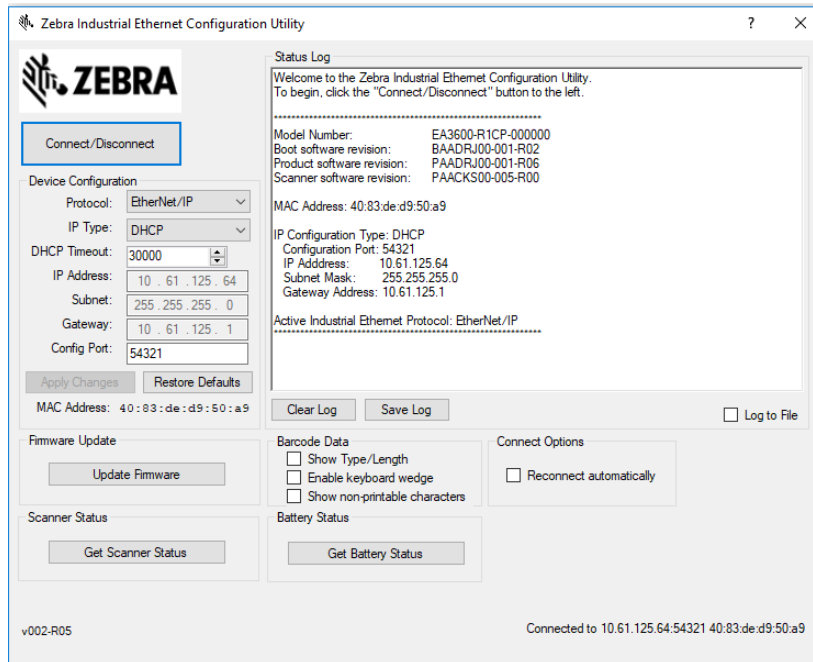 Zebra Industrial Ethernet Configuration Utility
?
ZEBRA
Connect/Disconnect
Device Configuration
Protocol: EtherNet/IP
IP Type: DHCP
DHCP Timeout: 30000
IP Address: 10 . 61 . 125 . 64
Subnet: 255 . 255 . 255 . 0
Gateway: 10 . 61 . 125 . 1
Config Port: 54321
Apply Changes Restore Defaults
MAC Address: 40:83:de:d9:50:a9
Status Log
Welcome to the Zebra Industrial Ethernet Configuration Utility.
To begin, click the "Connect/Disconnect" button to the left.
**************************************************************
Model Number: EA3600-R1CP-000000
Boot software revision: BAADRJ00-001-R02
Product software revision: PAADRJ00-001-R06
Scanner software revision: PAACKS00-005-R00
MAC Address: 40:83:de:d9:50:a9
IP Configuration Type: DHCP
Configuration Port: 54321
IP Adddress: 10.61.125.64
Subnet Mask: 255.255.255.0
Gateway Address: 10.61.125.1
Active Industrial Ethernet Protocol: EtherNet/IP
**************************************************************
Clear Log Save Log Log to File
Firmware Update
Update Firmware
Barcode Data
Show Type/Length
Enable keyboard wedge
Show non-printable characters
Connect Options
Reconnect automatically
Scanner Status
Get Scanner Status
Battery Status
Get Battery Status
v002-R05
Connected to 10.61.125.64:54321 40:83:de:d9:50:a9